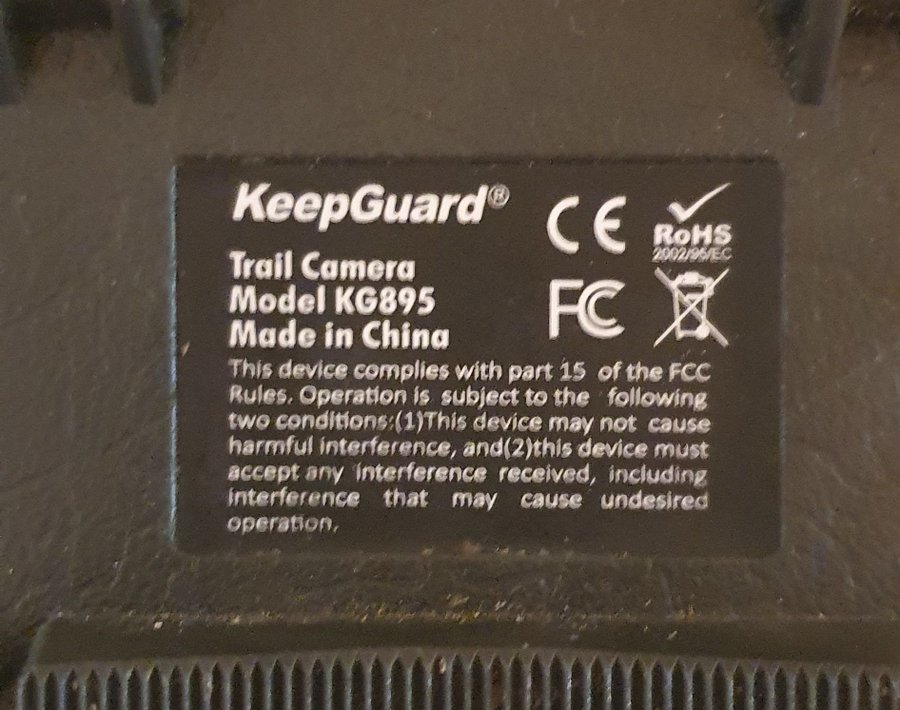 KeepGuard®
Trail Camera
Model KG895
Made in China
CE
RoHS
2002/95/EC
FC
This device complies with part 15 of the FCC
Rules. Operation is subject to the following
two conditions:(1)This device may not cause
harmful interference, and(2)this device must
accept any interference received, including
interference that may cause undesired
operation.